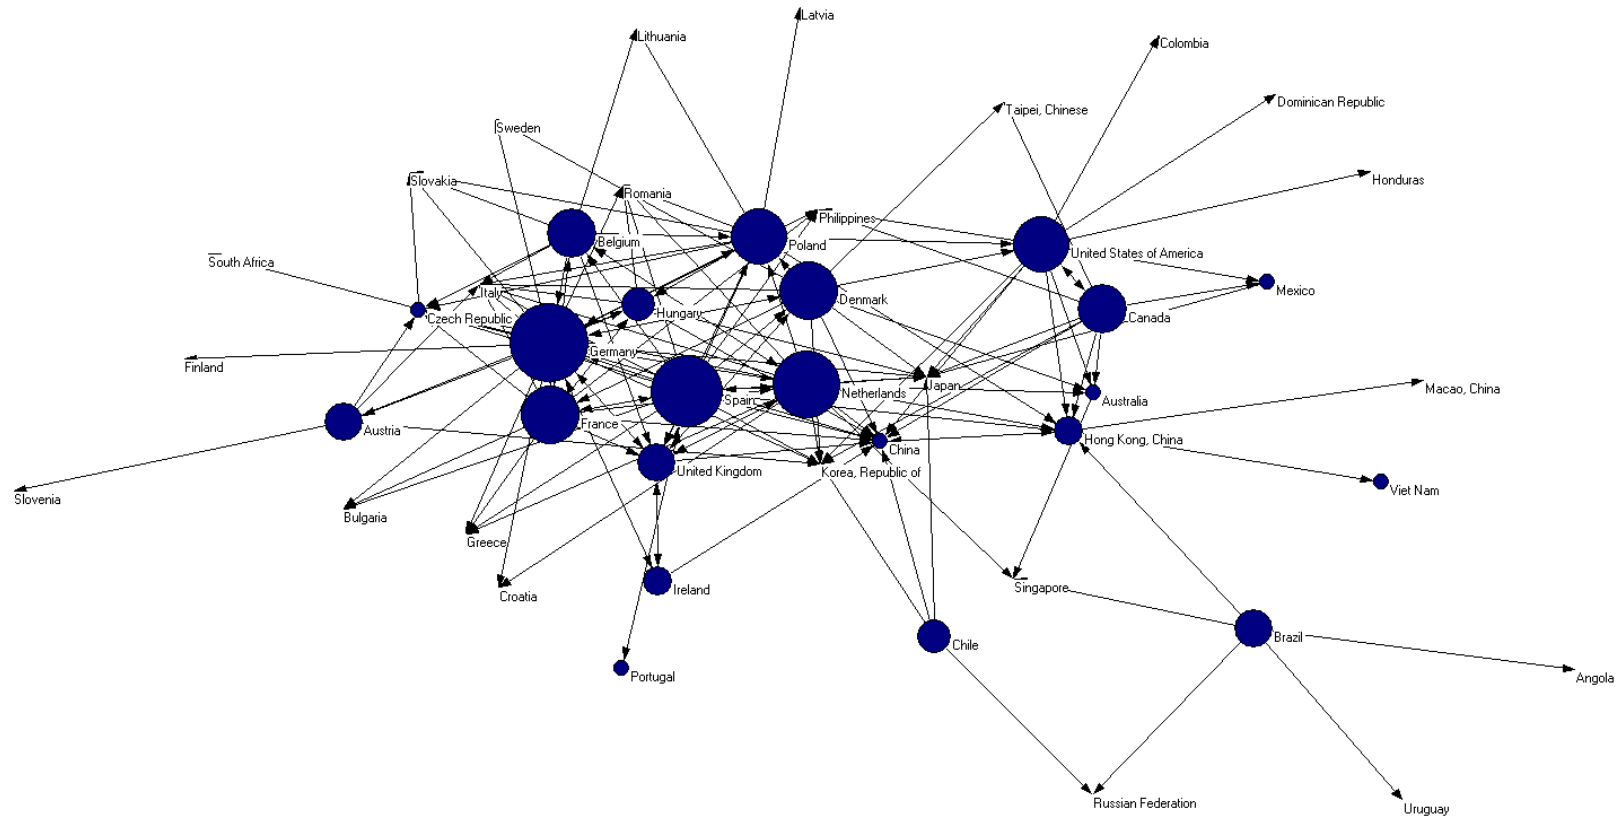 Latvia
Lithuania
Colombia
Dominican Republic
Taipei, Chinese
Sweden
Honduras
Slovakia
Romania
Philippines
Belgium
Poland
United States of America
South Africa
Italy
Mexico
Denmark
Hungary
Czech Republic
Canada
Germany
Finland
Japan
Macao, China
Netherlands
Spain
Australia
France
Austria
Hong Kong, China
China
United Kingdom
Korea, Republic of
Viet Nam
Slovenia
Bulgaria
Greece
Singapore
Ireland
Croatia
Brazil
Chile
Portugal
Angola
Russian Federation
Uruguay